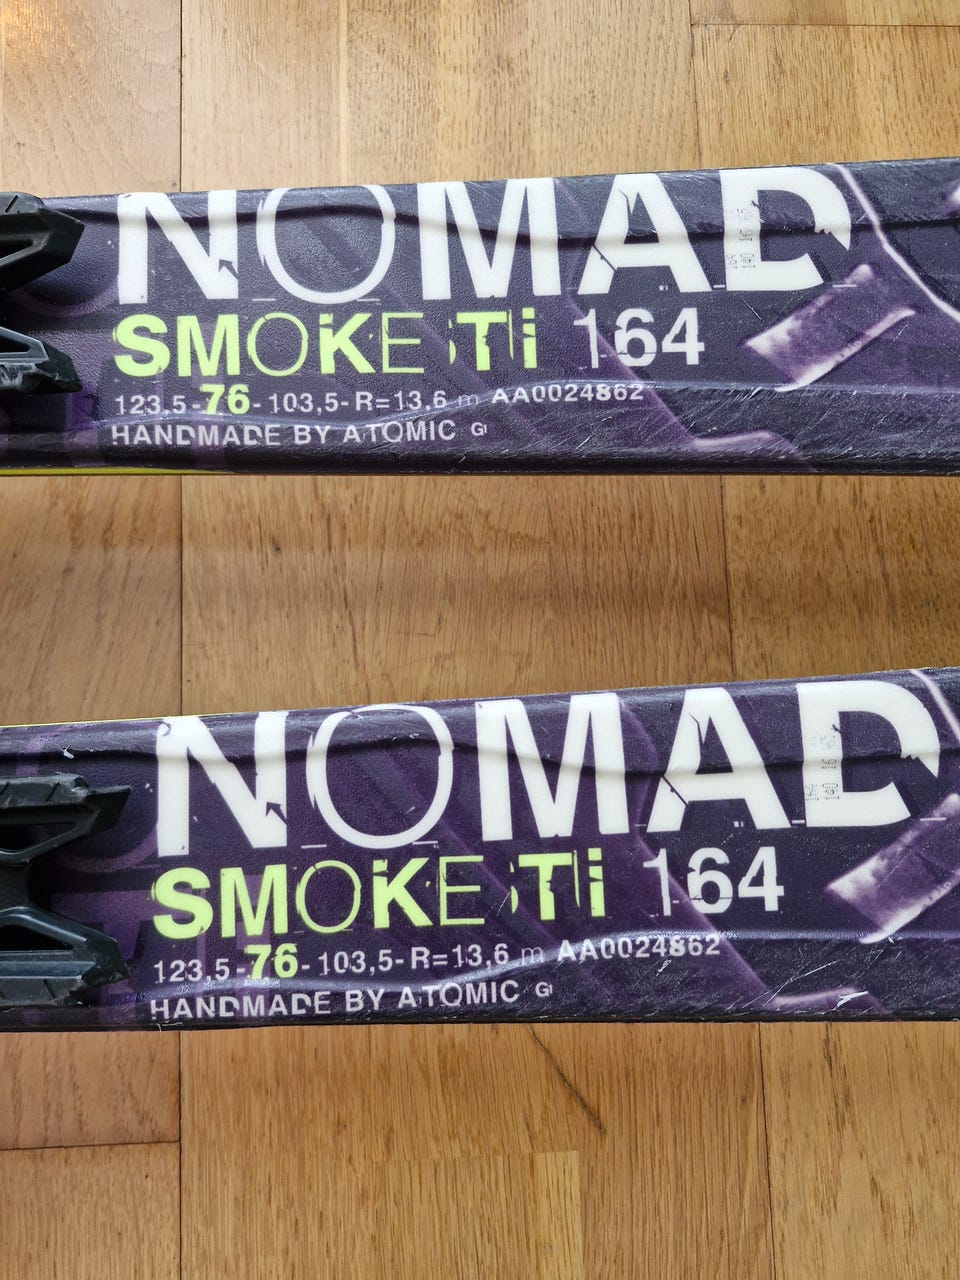 NOMAD
SMOKE Ti 164
123,5-76-103,5-R=13,6 m AA0024862
HANDMADE BY ATOMIC
NOMAD
SMOKE Ti 164
123,5-76-103,5-R=13,6 m AA0024862
HANDMADE BY ATOMIC